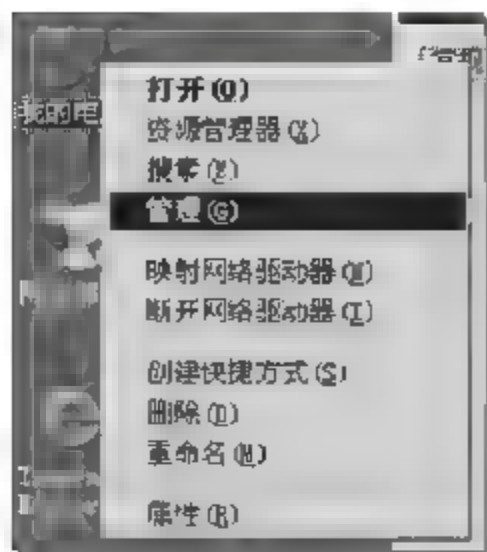 我的电
打开(O)
资源管理器(X)
搜索(E)
管理(G)
映射网络驱动器(N)
断开网络驱动器(I)
创建快捷方式(S)
删除(D)
重命名(M)
属性(R)